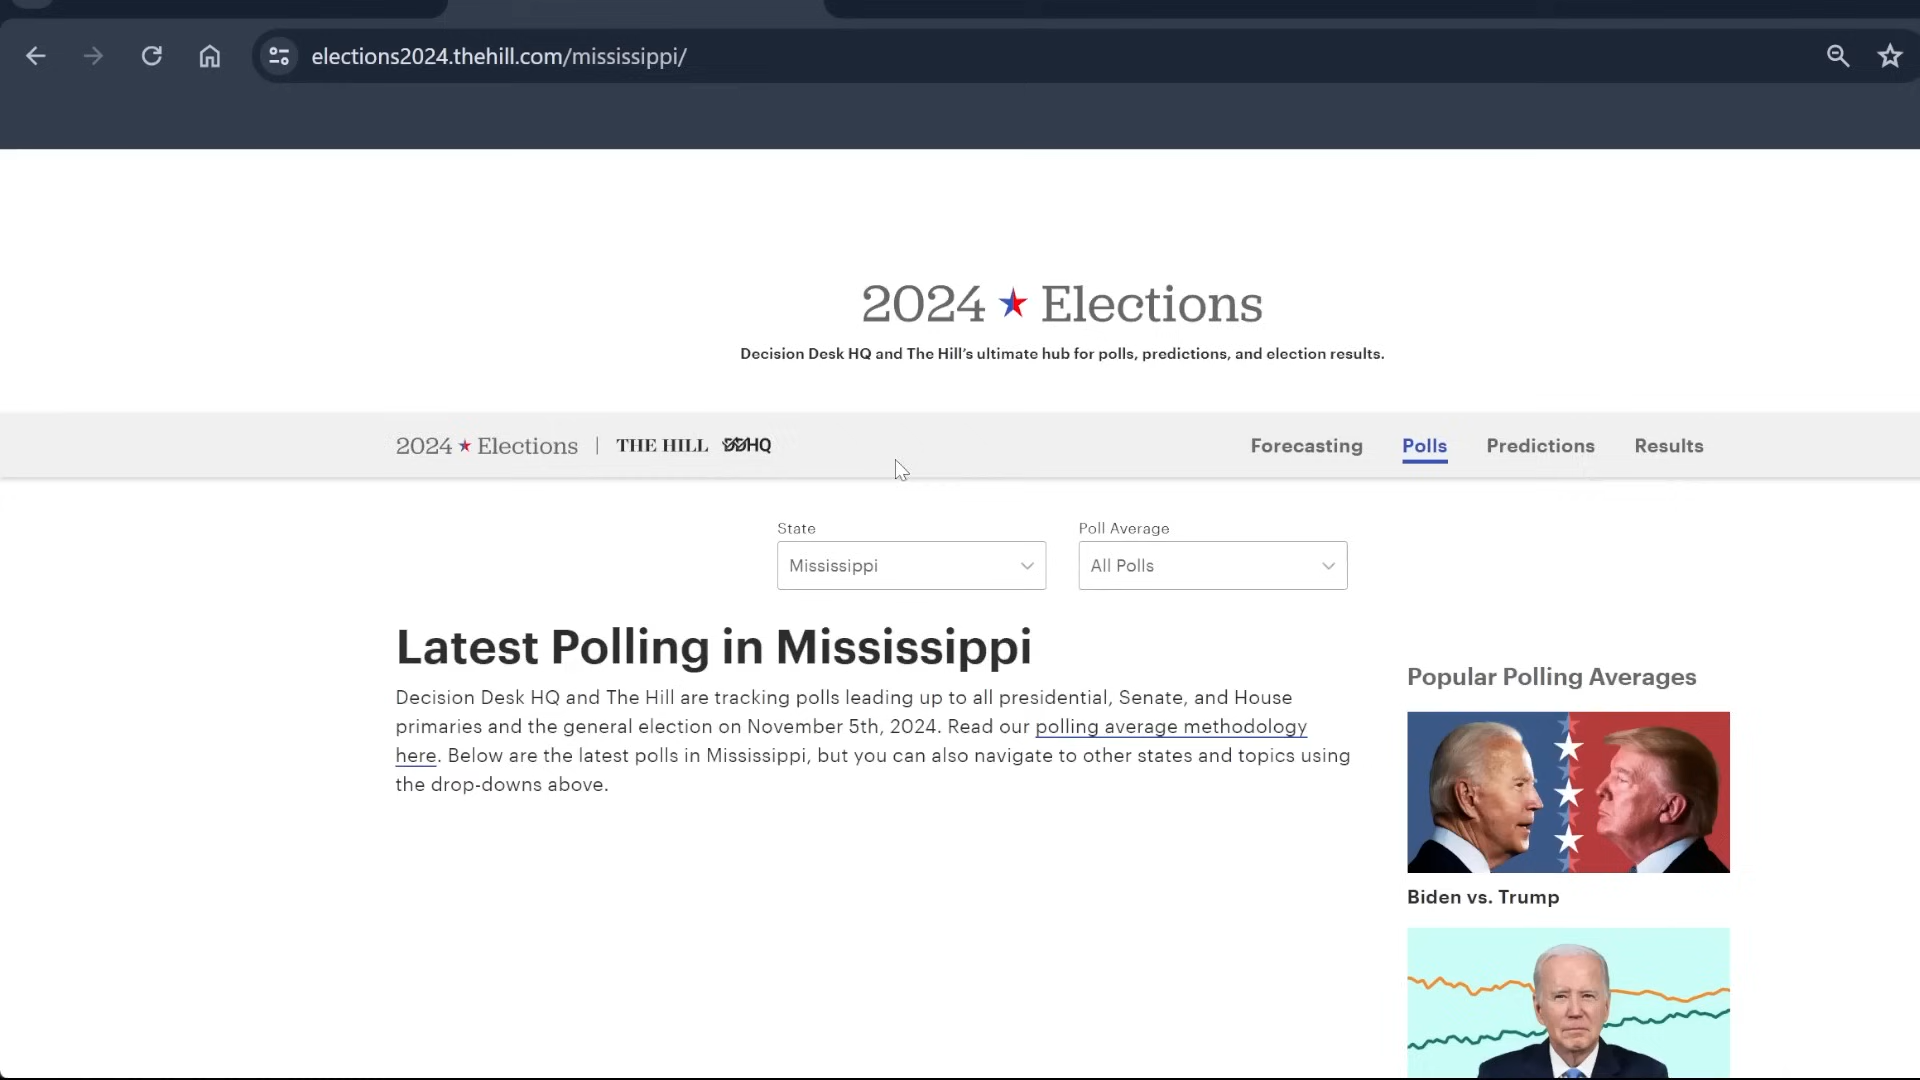 elections2024.thehill.com/mississippi/
2024 Elections
Decision Desk HQ and The Hill's ultimate hub for polls, predictions, and election results.
2024 Elections | THE HILL DDHQ Forecasting Polls Predictions Results
State Poll Average
Mississippi All Polls
Latest Polling in Mississippi
Decision Desk HQ and The Hill are tracking polls leading up to all presidential, Senate, and House
primaries and the general election on November 5th, 2024. Read our polling average methodology
here. Below are the latest polls in Mississippi, but you can also navigate to other states and topics using
the drop-downs above.
Popular Polling Averages
Biden vs. Trump